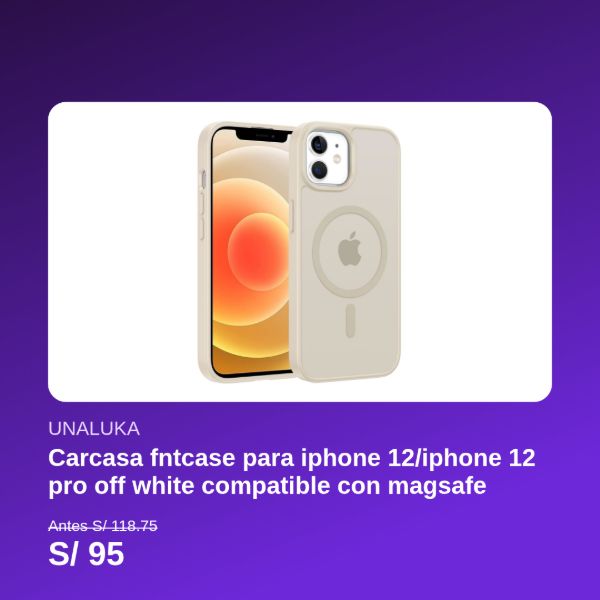 UNALUKA
Carcasa fntcase para iphone 12/iphone 12
pro off white compatible con magsafe
Antes S/ 118.75
S/ 95